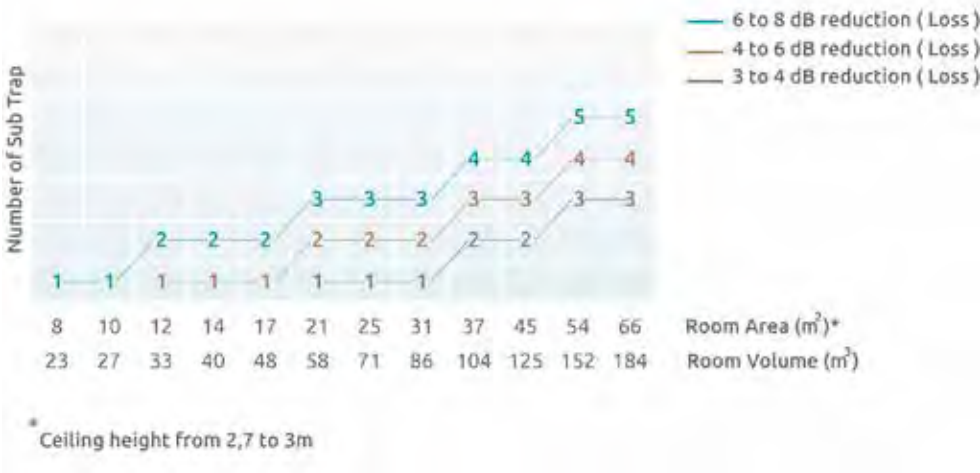 6 to 8 dB reduction ( Loss)
4 to 6 dB reduction ( Loss)
3 to 4 dB reduction ( Loss)
Number of Sub Trap
5 5
4 4 4 4
3 3 3 3 3 3 3
2 2 2 2 2 2 2 2
1 1 1 1 1 1 1 1
8 10 12 14 17 21 25 31 37 45 54 66 Room Area (m²)*
23 27 33 40 48 58 71 86 104 125 152 184 Room Volume (m³)
* Ceiling height from 2,7 to 3m